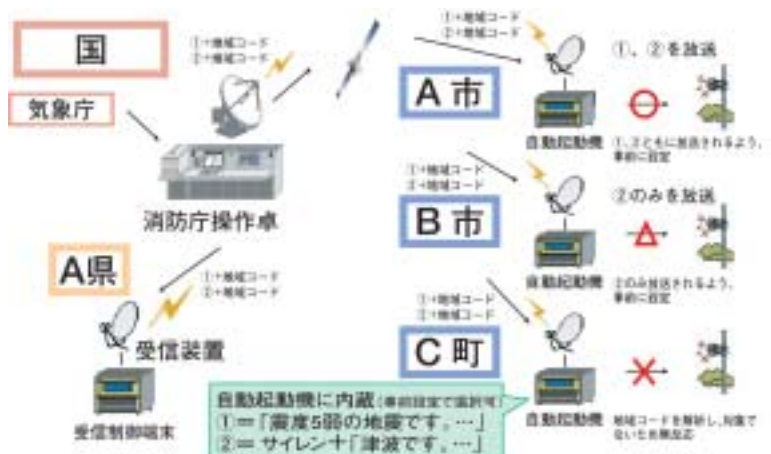 国
気象庁
①+地域コード
②+地域コード
消防庁操作卓
A県
①+地域コード
②+地域コード
受信装置
受信制御端末
①+地域コード
②+地域コード
A市
自動起動機
①、②を放送
①、②ともに放送されるよう、
事前に設定
①+地域コード
②+地域コード
B市
自動起動機
②のみを放送
②のみ放送されるよう、
事前に設定
①+地域コード
②+地域コード
C町
自動起動機
地域コードを解析し、対象で
ないため無反応
自動起動機に内蔵(事前設定で選択可)
①=「震度5弱の地震です。…」
②=サイレン+「津波です。…」